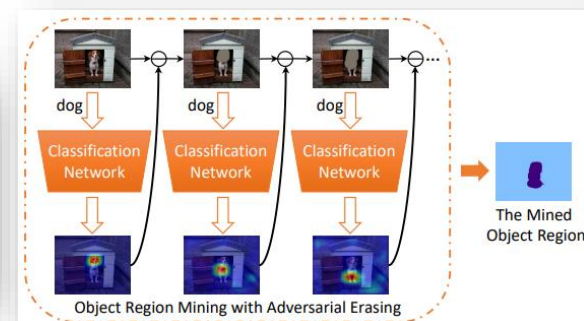 dog
dog
dog
Classification
Network
Classification
Network
Classification
Network
...
The Mined
Object Region
Object Region Mining with Adversarial Erasing